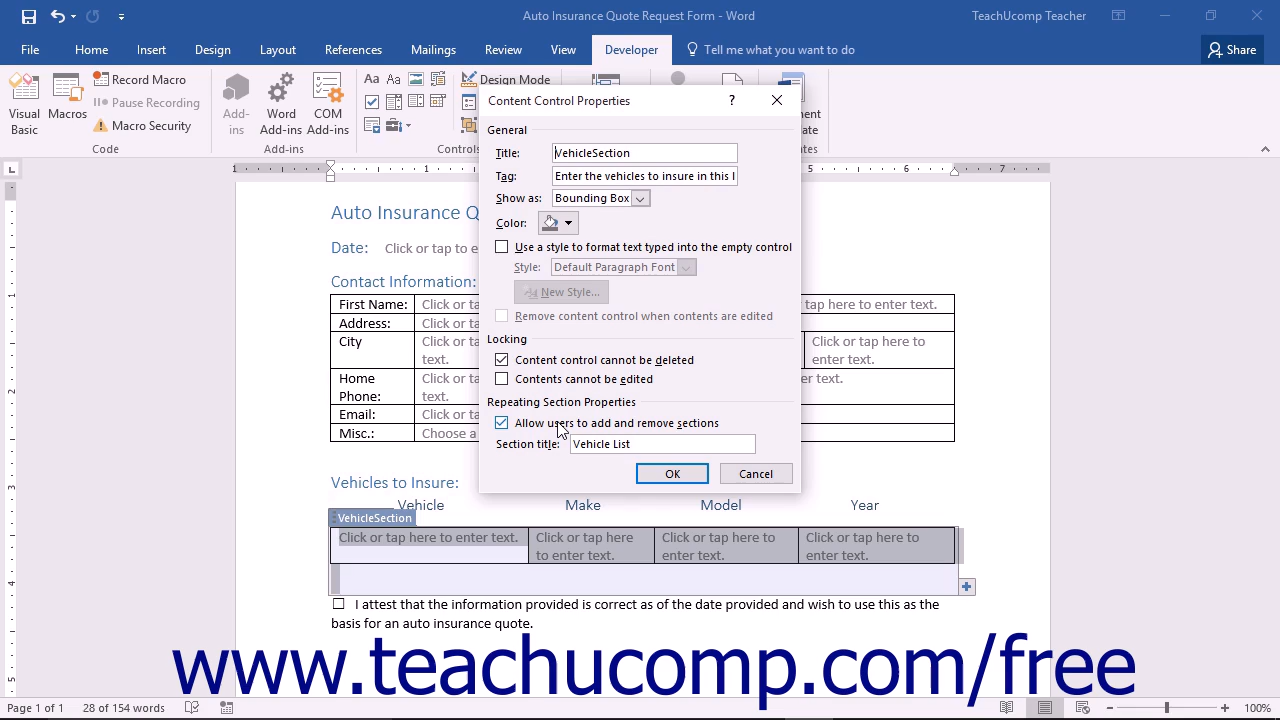 Auto Insurance Quote Request Form - Word
TeachUcomp Teacher
File Home Insert Design Layout References Mailings Review View Developer Tell me what you want to do Share
Visual Basic
Macros
Record Macro
Pause Recording
Macro Security
Code
Add-ins
Word Add-ins
COM Add-ins
Add-ins
Aa Aa
Design Mode
Controls
Content Control Properties
?
General
Title: VehicleSection
Tag: Enter the vehicles to insure in this l
Show as: Bounding Box
Color:
Use a style to format text typed into the empty control
Style: Default Paragraph Font
New Style...
Remove content control when contents are edited
Locking
Content control cannot be deleted
Contents cannot be edited
Repeating Section Properties
Allow users to add and remove sections
Section title: Vehicle List
OK Cancel
L
1 1 5 6 7
1
2
3
4
5
Auto Insurance Q
Date: Click or tap to e
Contact Information:
First Name: Click or ta tap here to enter text.
Address: Click or ta
City Click or ta text. Click or tap here to enter text.
Home Phone: Click or ta text. er text.
Email: Click or ta
Misc.: Choose a
Vehicles to Insure:
Vehicle Make Model Year
VehicleSection
Click or tap here to enter text. Click or tap here to enter text. Click or tap here to enter text. Click or tap here to enter text.
I attest that the information provided is correct as of the date provided and wish to use this as the
basis for an auto insurance quote.
www.teachucomp.com/free
Page 1 of 1 28 of 154 words 100%